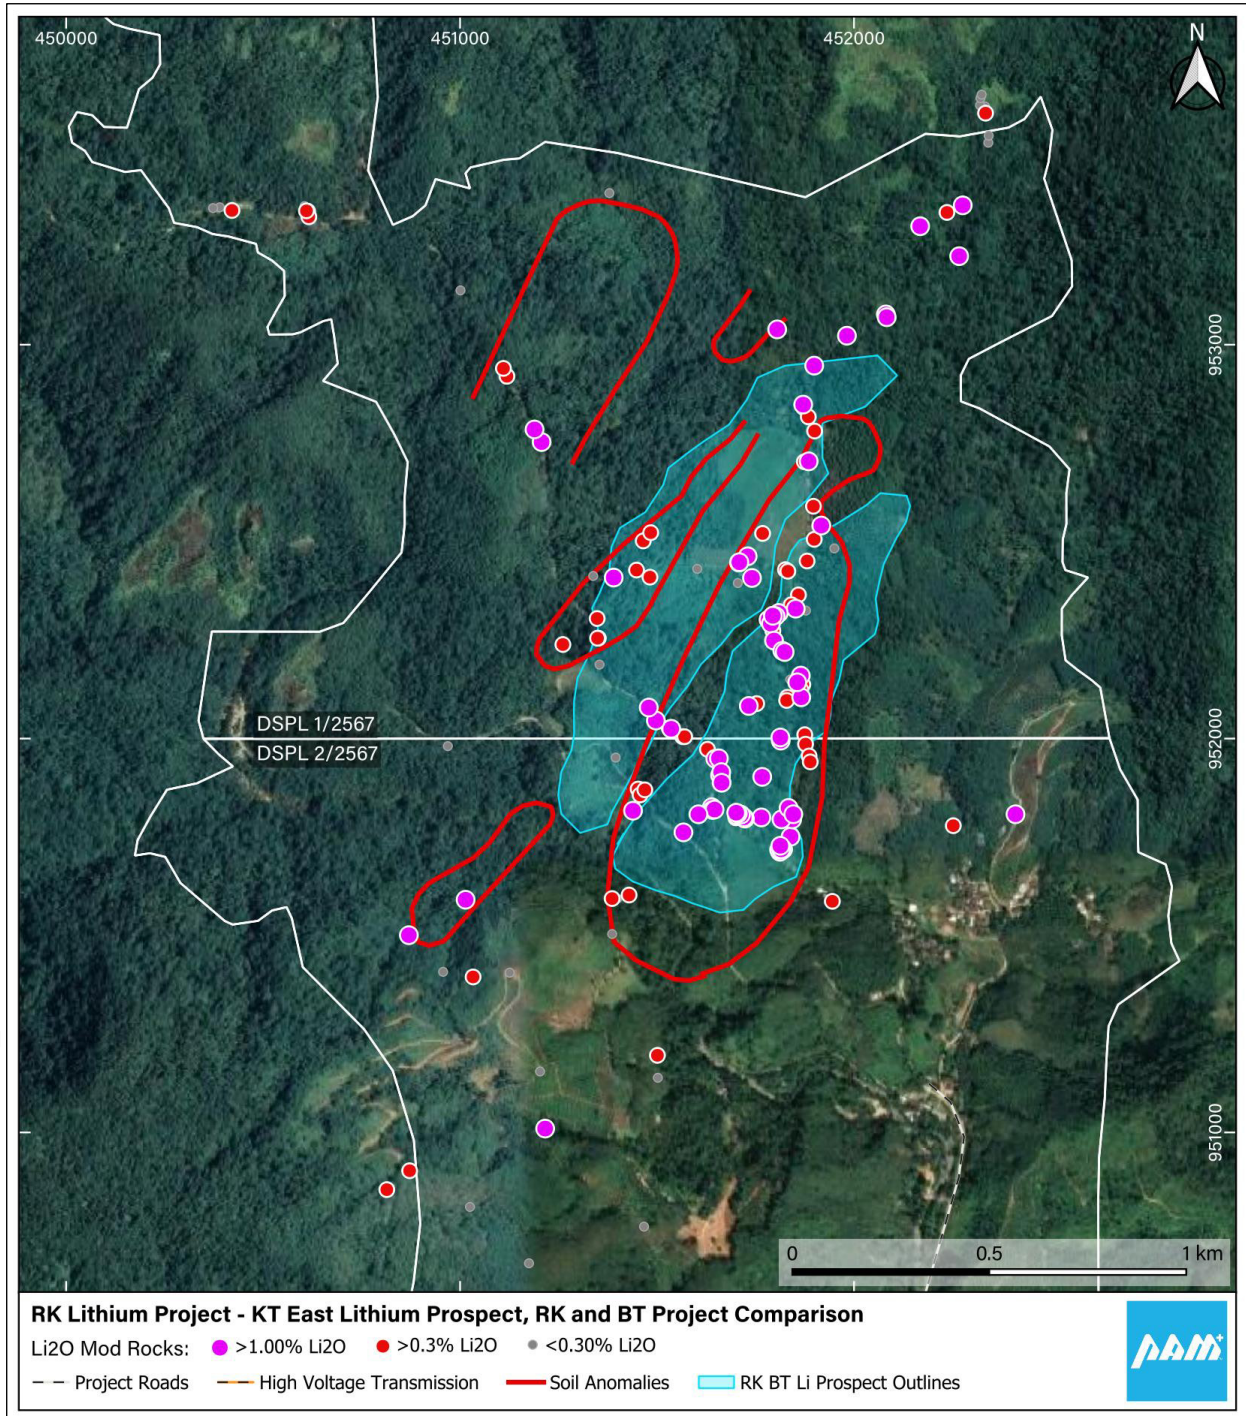 450000
451000
452000
N
953000
DSPL 1/2567
952000
DSPL 2/2567
951000
0 0.5 1 km
RK Lithium Project - KT East Lithium Prospect, RK and BT Project Comparison
Li2O Mod Rocks: >1.00% Li2O >0.3% Li2O <0.30% Li2O
Project Roads High Voltage Transmission Soil Anomalies RK BT Li Prospect Outlines
PAM+